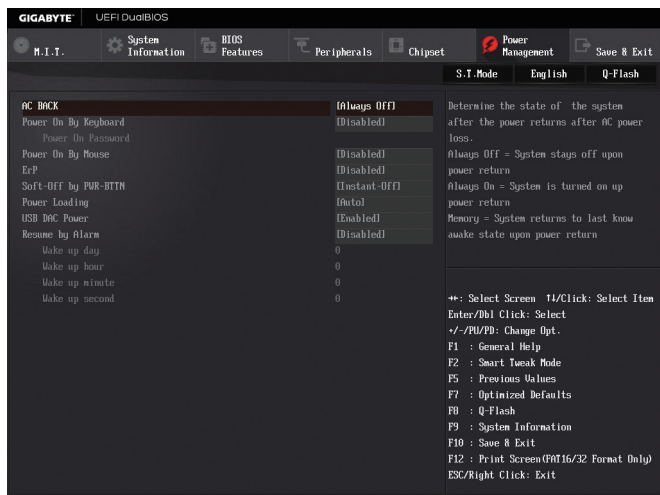 GIGABYTE™ UEFI DualBIOS
M.I.T.
System Information
BIOS Features
Peripherals
Chipset
Power Management
Save & Exit
S.T.Mode English Q-Flash
AC BACK [Always Off]
Power On By Keyboard [Disabled]
Power On Password
Power On By Mouse [Disabled]
ErP [Disabled]
Soft-Off by PWR-BTTN [Instant-Off]
Power Loading [Auto]
USB DAC Power [Enabled]
Resume by Alarm [Disabled]
Wake up day 0
Wake up hour 0
Wake up minute 0
Wake up second 0
Determine the state of the system
after the power returns after AC power
loss.
Always Off = System stays off upon
power return
Always On = System is turned on up
power return
Memory = System returns to last know
awake state upon power return
→←: Select Screen ↑↓/Click: Select Item
Enter/Dbl Click: Select
+/-/PU/PD: Change Opt.
F1 : General Help
F2 : Smart Tweak Mode
F5 : Previous Values
F7 : Optimized Defaults
F8 : Q-Flash
F9 : System Information
F10 : Save & Exit
F12 : Print Screen(FAT16/32 Format Only)
ESC/Right Click: Exit